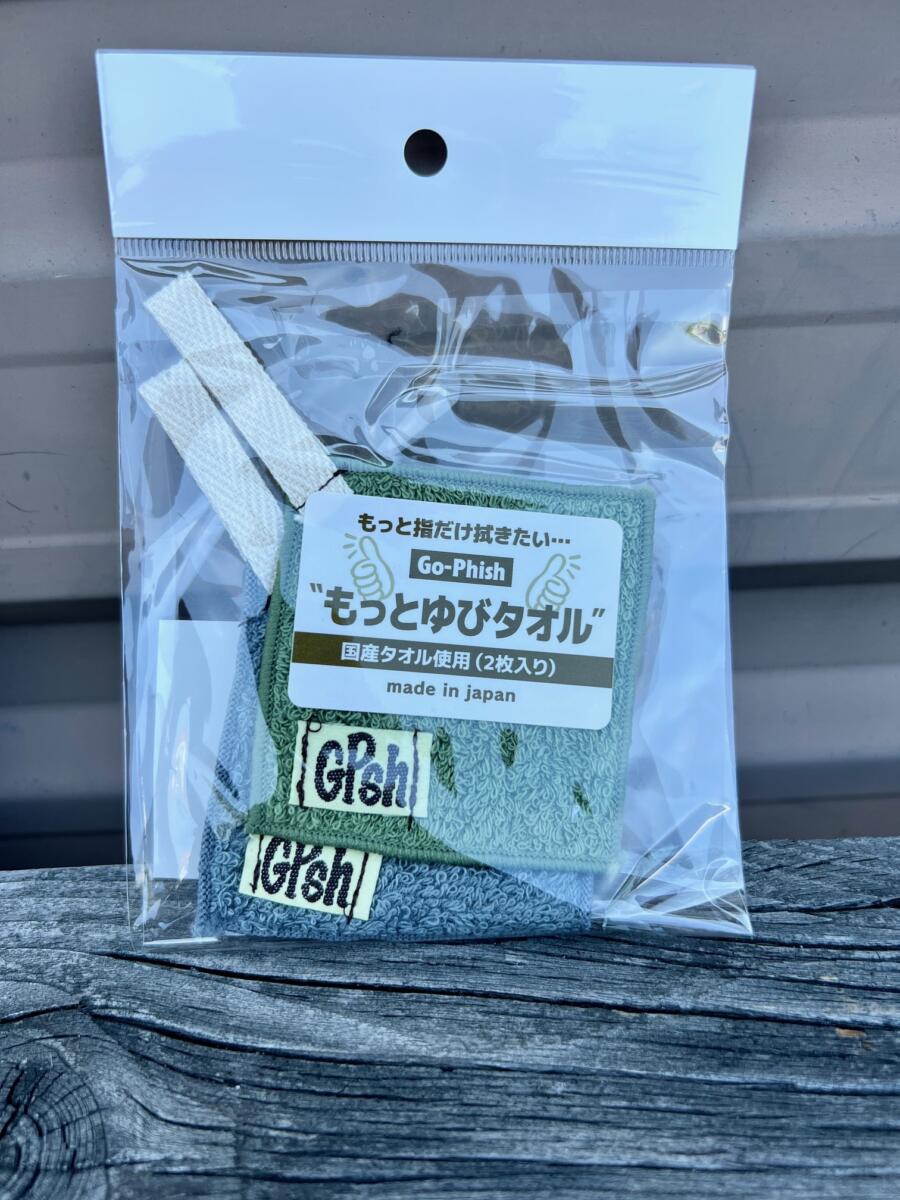 もっと指だけ拭きたい…
Go-Phish
"もっとゆびタオル"
国産タオル使用(2枚入り)
made in japan
GPsh
GPsh